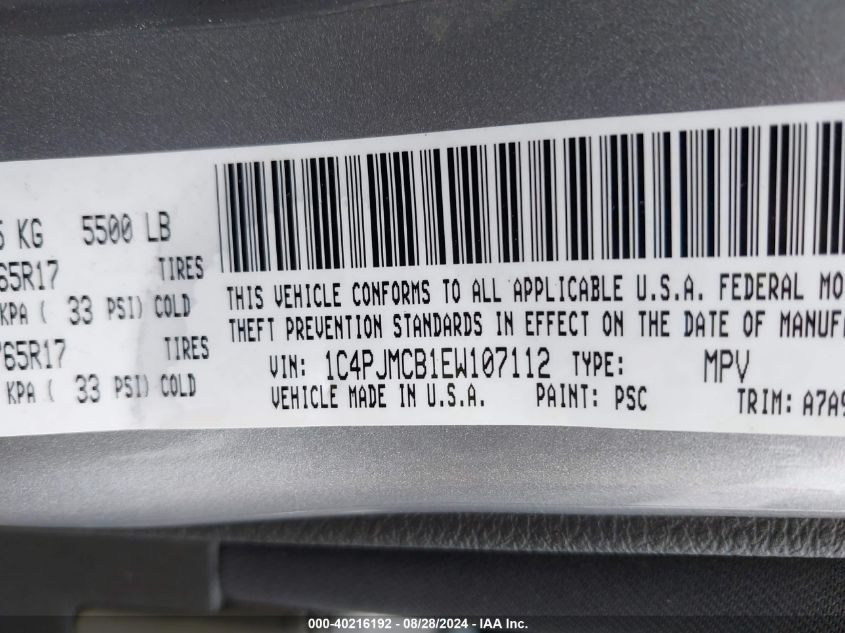 KG 5500 LB
65R17 TIRES
KPA ( 33 PSI) COLD
65R17 TIRES
KPA ( 33 PSI) COLD
THIS VEHICLE CONFORMS TO ALL APPLICABLE U.S.A. FEDERAL MO
THEFT PREVENTION STANDARDS IN EFFECT ON THE DATE OF MANUF
VIN: 1C4PJMCB1EW107112 TYPE: MPV
VEHICLE MADE IN U.S.A. PAINT: PSC TRIM: A7A9
000-40216192 - 08/28/2024 - IAA Inc.